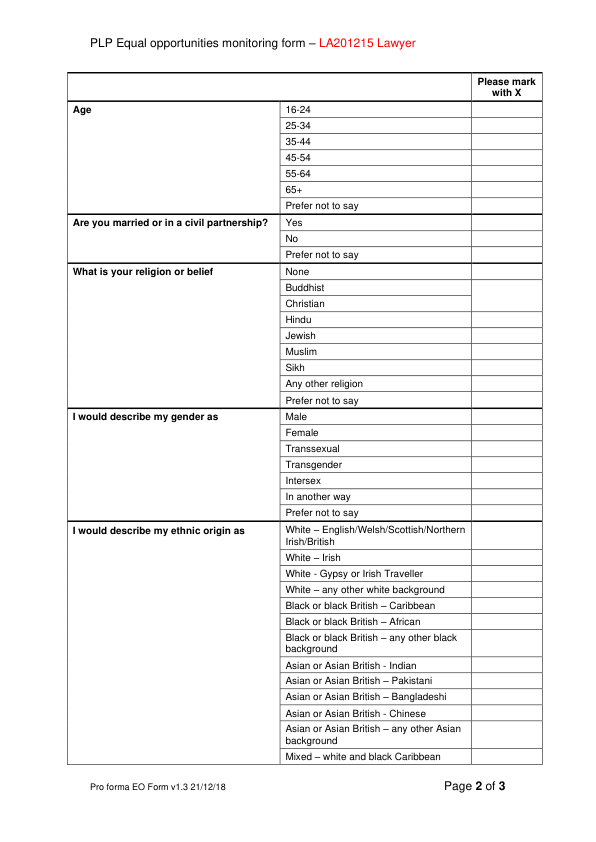 PLP Equal opportunities monitoring form – LA201215 Lawyer
Please mark
with X
Age
16-24
25-34
35-44
45-54
55-64
65+
Prefer not to say
Are you married or in a civil partnership?
Yes
No
Prefer not to say
What is your religion or belief
None
Buddhist
Christian
Hindu
Jewish
Muslim
Sikh
Any other religion
Prefer not to say
I would describe my gender as
Male
Female
Transsexual
Transgender
Intersex
In another way
Prefer not to say
I would describe my ethnic origin as
White – English/Welsh/Scottish/Northern
Irish/British
White – Irish
White - Gypsy or Irish Traveller
White – any other white background
Black or black British – Caribbean
Black or black British – African
Black or black British – any other black
background
Asian or Asian British - Indian
Asian or Asian British – Pakistani
Asian or Asian British – Bangladeshi
Asian or Asian British - Chinese
Asian or Asian British – any other Asian
background
Mixed – white and black Caribbean
Pro forma EO Form v1.3 21/12/18
Page 2 of 3